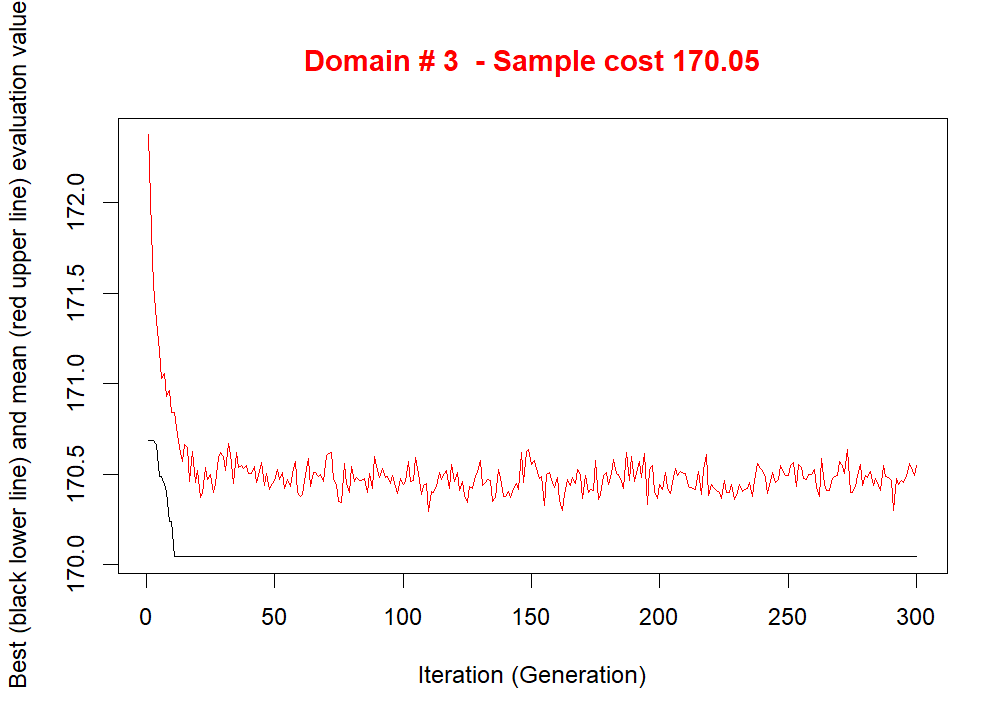 Domain # 3  - Sample cost 170.05
Best (black lower line) and mean (red upper line) evaluation value
172.0
171.5
171.0
170.5
170.0
0 50 100 150 200 250 300
Iteration (Generation)